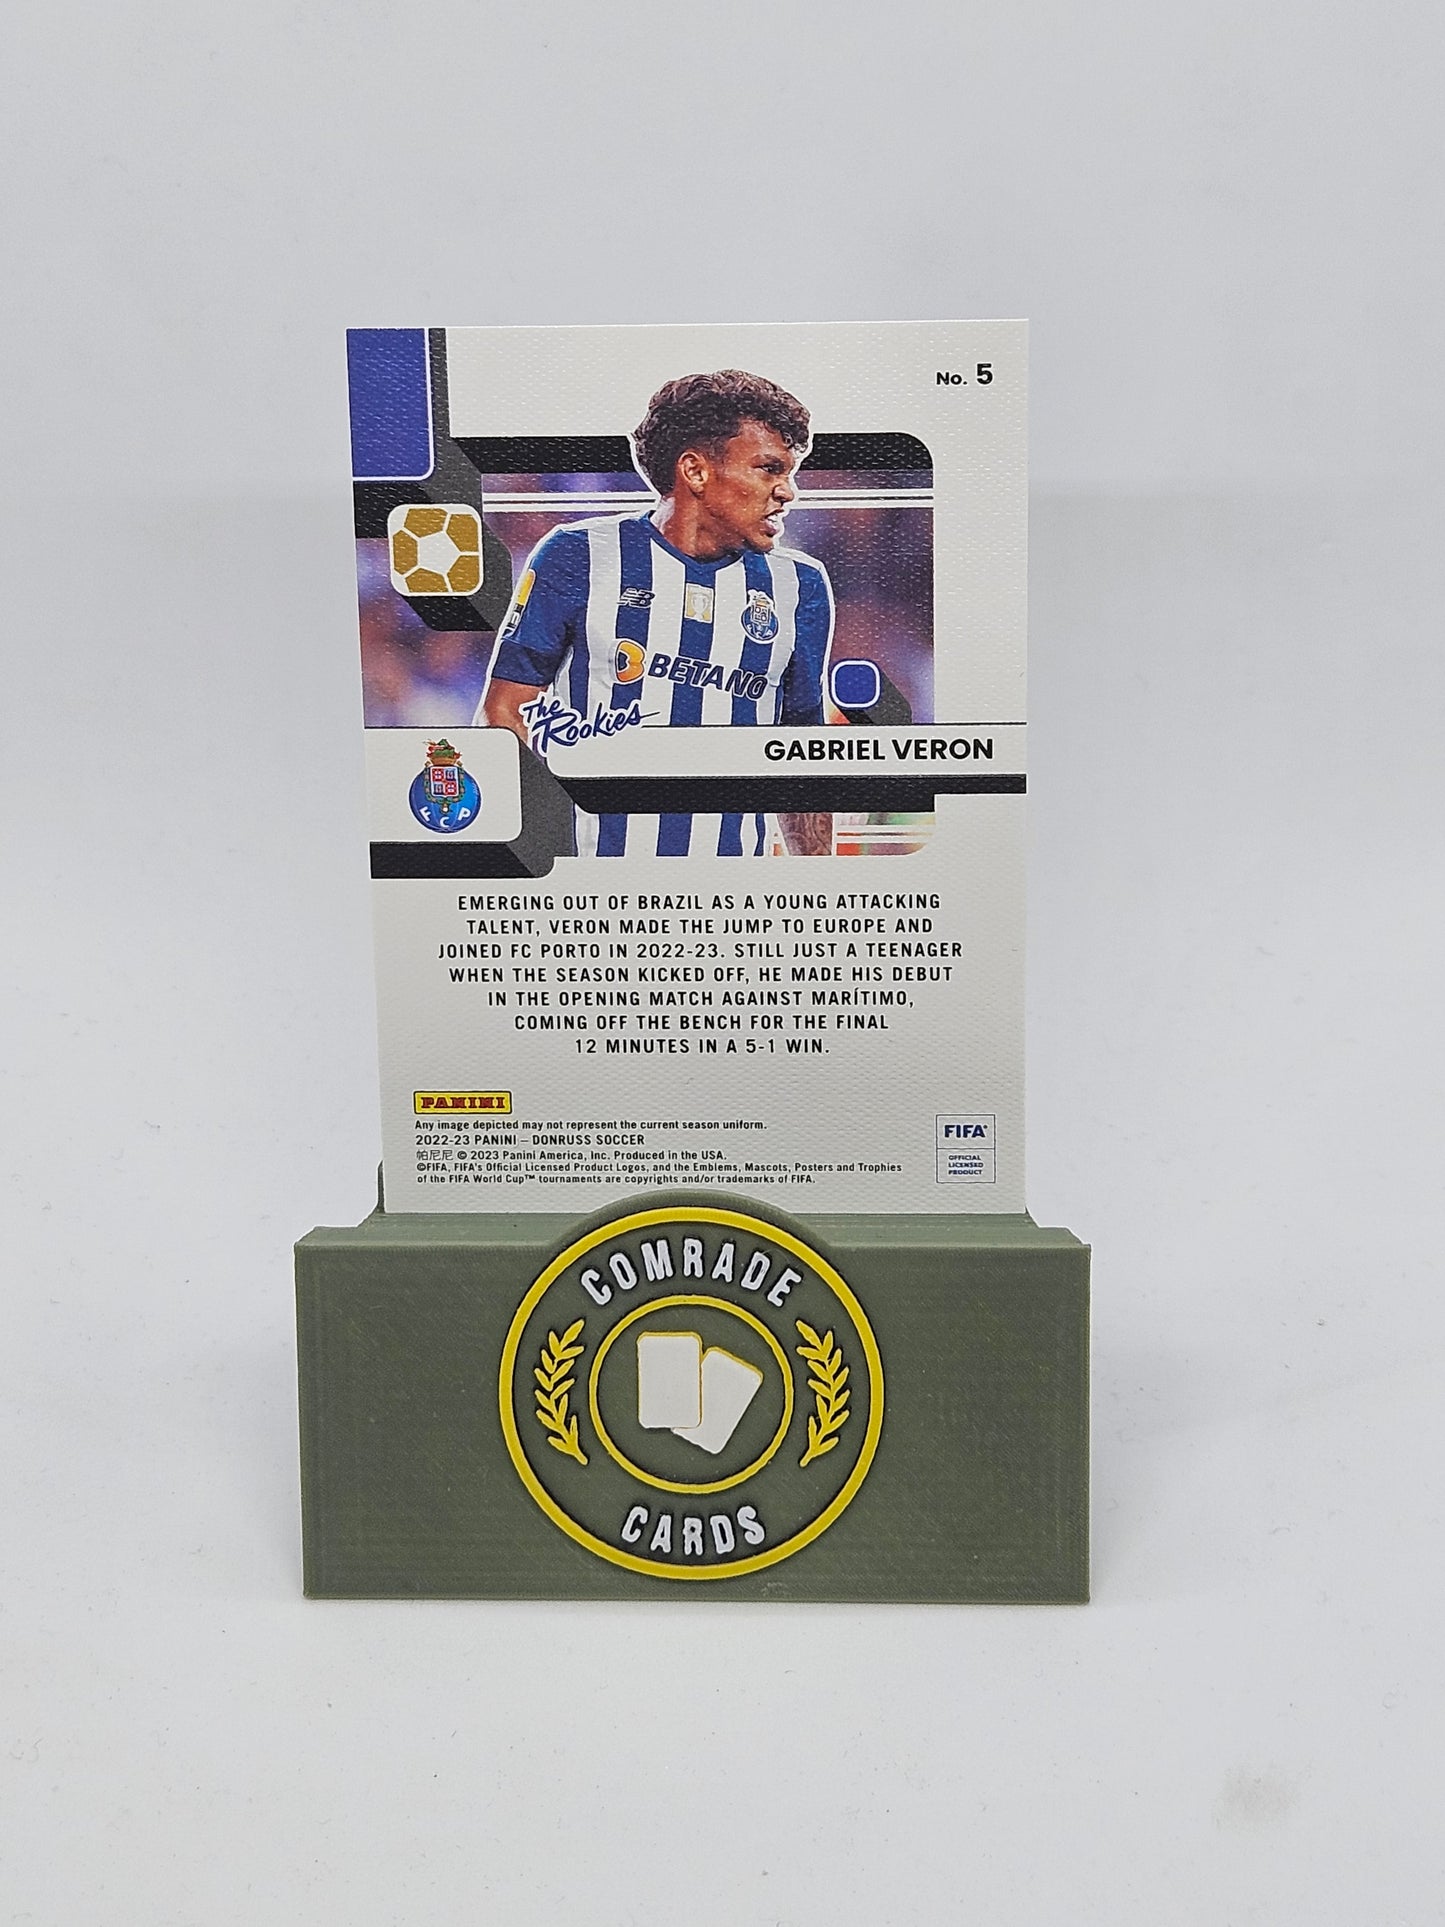 No. 5
NB
BETANO
The
Rookies
GABRIEL VERON
F C P
EMERGING OUT OF BRAZIL AS A YOUNG ATTACKING
TALENT, VERON MADE THE JUMP TO EUROPE AND
JOINED FC PORTO IN 2022-23. STILL JUST A TEENAGER
WHEN THE SEASON KICKED OFF, HE MADE HIS DEBUT
IN THE OPENING MATCH AGAINST MARÍTIMO,
COMING OFF THE BENCH FOR THE FINAL
12 MINUTES IN A 5-1 WIN.
PANINI
Any image depicted may not represent the current season uniform.
2022-23 PANINI – DONRUSS SOCCER
帕尼尼 © 2023 Panini America, Inc. Produced in the USA.
©FIFA, FIFA's Official Licensed Product Logos, and the Emblems, Mascots, Posters and Trophies
of the FIFA World Cup™ tournaments are copyrights and/or trademarks of FIFA.
FIFA®
OFFICIAL
LICENSED
PRODUCT
COMRADE
CARDS